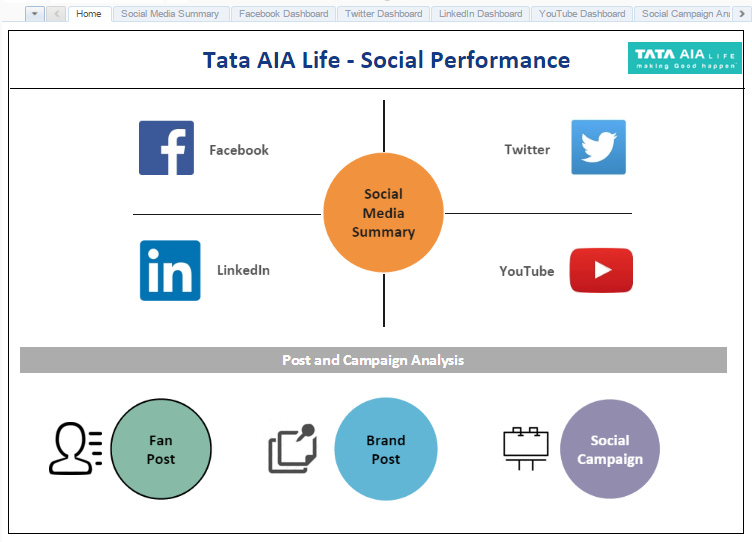 Home
Social Media Summary
Facebook Dashboard
Twitter Dashboard
LinkedIn Dashboard
YouTube Dashboard
Social Campaign
Tata AIA Life - Social Performance
TATA AIA LIFE
making Good happen
Facebook
Twitter
Social
Media
Summary
LinkedIn
in
YouTube
Post and Campaign Analysis
Fan
Post
Brand
Post
Social
Campaign